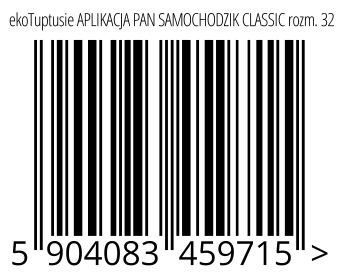 ekoTuptusie APLIKACJA PAN SAMOCHODZIK CLASSIC rozm. 32
5 904083 459715 >